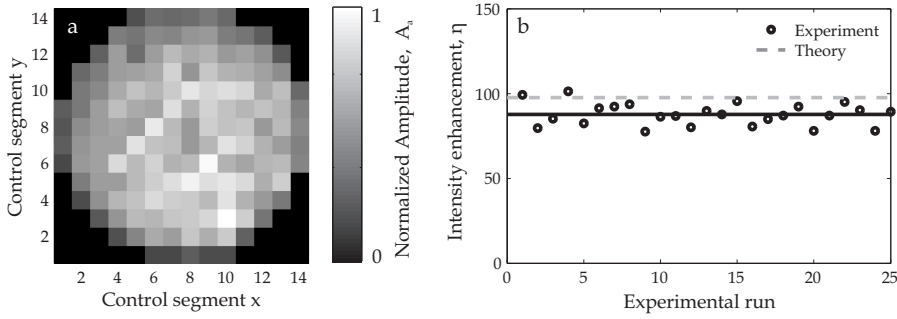 a
14
12
10
8
6
4
2
Control segment y
2 4 6 8 10 12 14
Control segment x
1
0
Normalized Amplitude, Aₐ
b
150
100
50
0
Intensity enhancement, η
Experiment
Theory
0 5 10 15 20 25
Experimental run